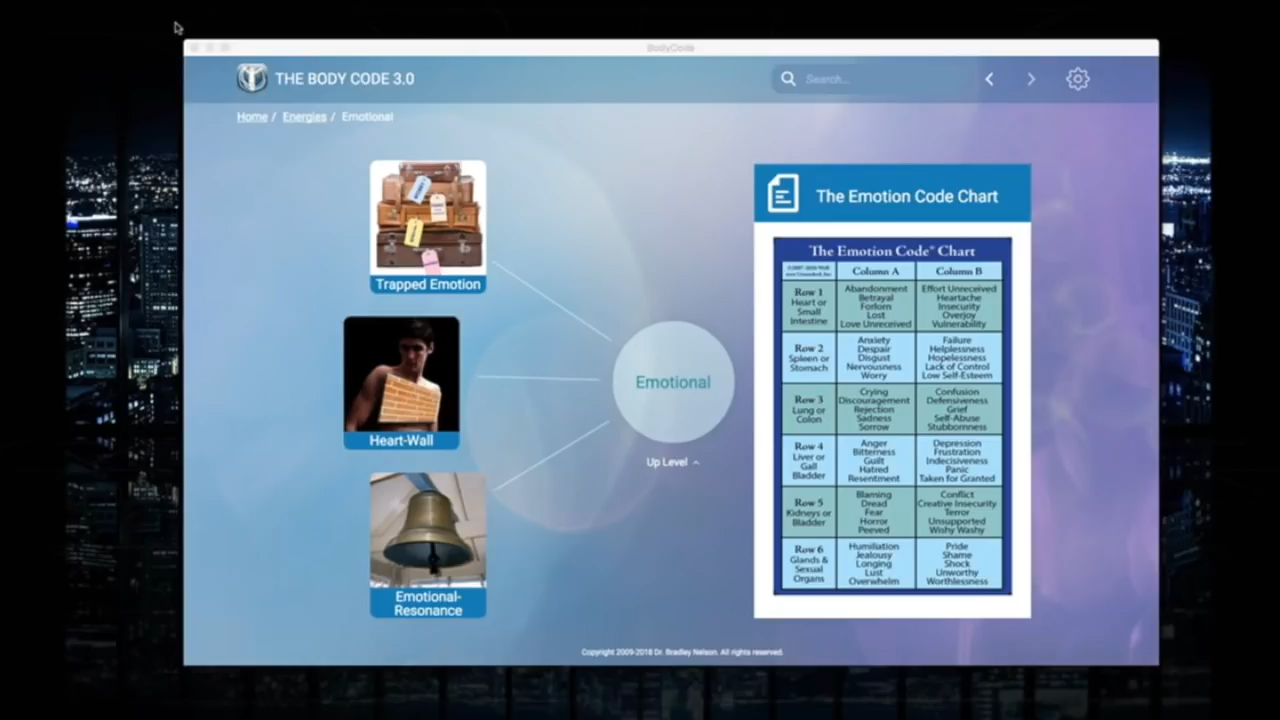 BodyCode
THE BODY CODE 3.0
Search...
Home / Energies / Emotional
Trapped Emotion
Heart-Wall
Emotional-
Resonance
Emotional
Up Level
The Emotion Code Chart
The Emotion Code® Chart
Column A
Column B
Row 1
Heart or
Small
Intestine
Abandonment
Betrayal
Forlorn
Lost
Love Unreceived
Effort Unreceived
Heartache
Insecurity
Overjoy
Vulnerability
Row 2
Spleen or
Stomach
Anxiety
Despair
Disgust
Nervousness
Worry
Failure
Helplessness
Hopelessness
Lack of Control
Low Self-Esteem
Row 3
Lung or
Colon
Crying
Discouragement
Rejection
Sadness
Sorrow
Confusion
Defensiveness
Grief
Self-Abuse
Stubbornness
Row 4
Liver or
Gall
Bladder
Anger
Bitterness
Guilt
Hatred
Resentment
Depression
Frustration
Indecisiveness
Panic
Taken for Granted
Row 5
Kidneys or
Bladder
Blaming
Dread
Fear
Horror
Peeved
Conflict
Creative Insecurity
Terror
Unsupported
Wishy Washy
Row 6
Glands &
Sexual
Organs
Humiliation
Jealousy
Longing
Lust
Overwhelm
Pride
Shame
Shock
Unworthy
Worthlessness
Copyright 2009-2018 Dr. Bradley Nelson. All rights reserved.